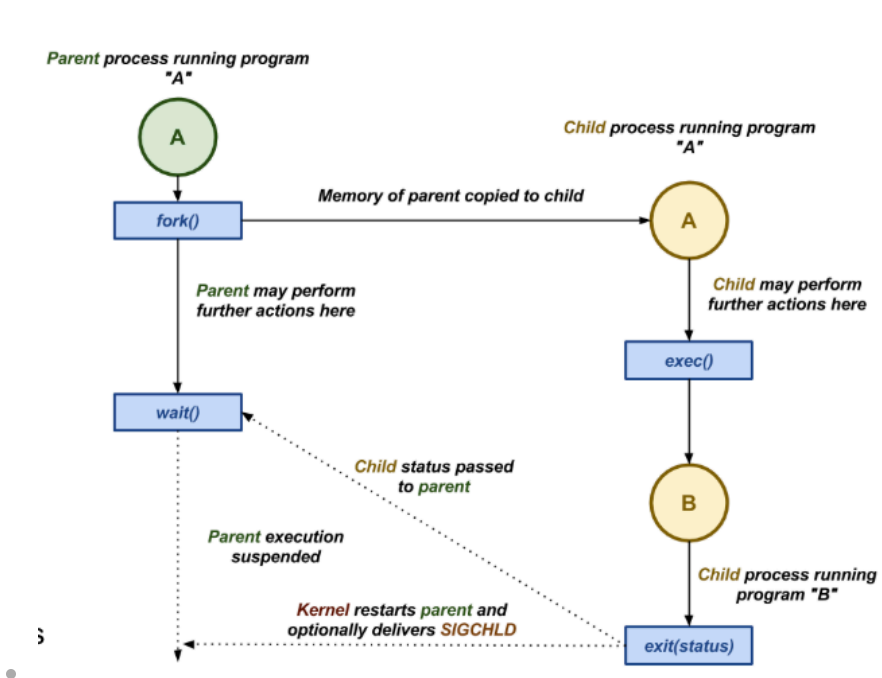 Parent process running program
"A"
A
Child process running program
"A"
fork()
Memory of parent copied to child
A
Parent may perform
further actions here
Child may perform
further actions here
exec()
wait()
Child status passed
to parent
B
Parent execution
suspended
Child process running
program "B"
Kernel restarts parent and
optionally delivers SIGCHLD
s
exit(status)